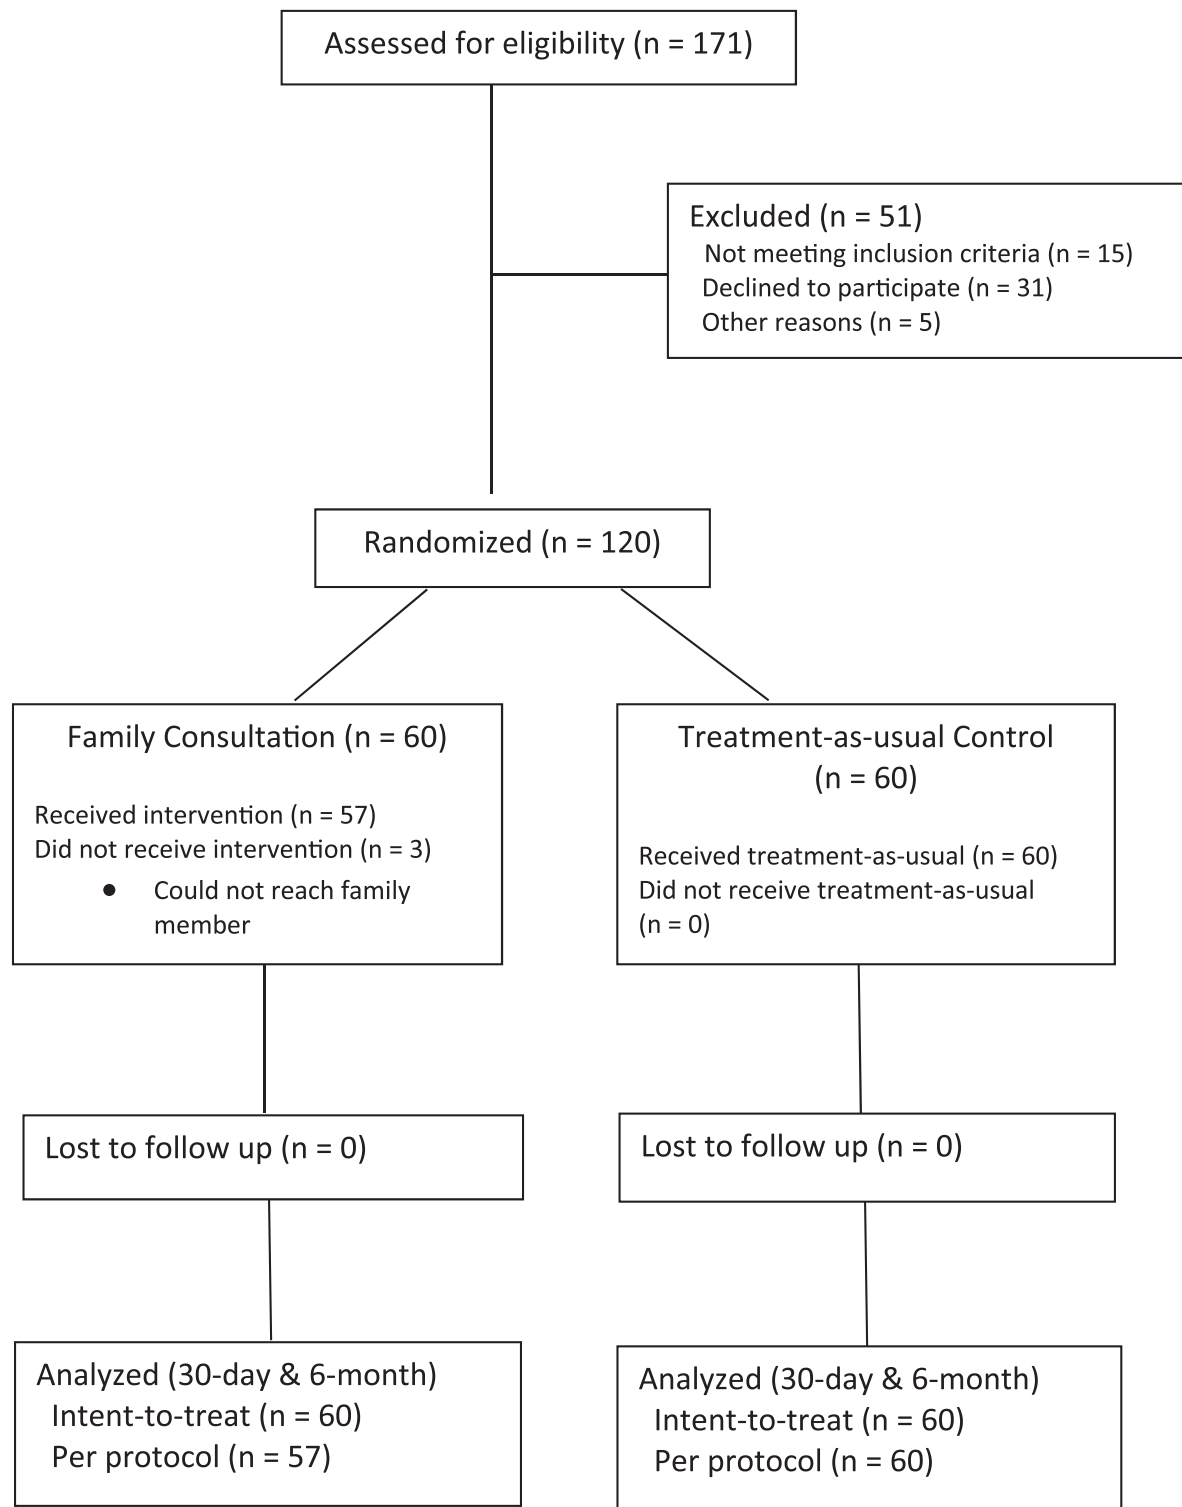 Assessed for eligibility (n = 171)
Excluded (n = 51)
Not meeting inclusion criteria (n = 15)
Declined to participate (n = 31)
Other reasons (n = 5)
Randomized (n = 120)
Family Consultation (n = 60)
Received intervention (n = 57)
Did not receive intervention (n = 3)
• Could not reach family
member
Treatment-as-usual Control
(n = 60)
Received treatment-as-usual (n = 60)
Did not receive treatment-as-usual
(n = 0)
Lost to follow up (n = 0)
Lost to follow up (n = 0)
Analyzed (30-day & 6-month)
Intent-to-treat (n = 60)
Per protocol (n = 57)
Analyzed (30-day & 6-month)
Intent-to-treat (n = 60)
Per protocol (n = 60)